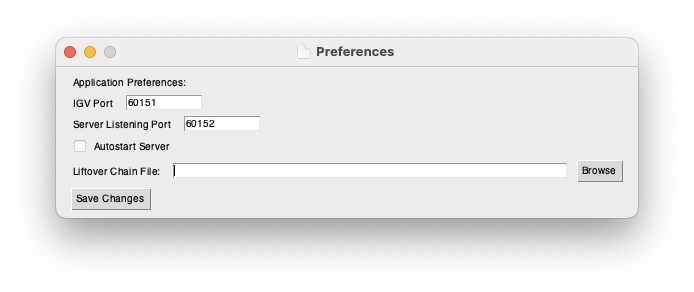 Preferences
Application Preferences:
IGV Port 60151
Server Listening Port 60152
Autostart Server
Liftover Chain File: Browse
Save Changes